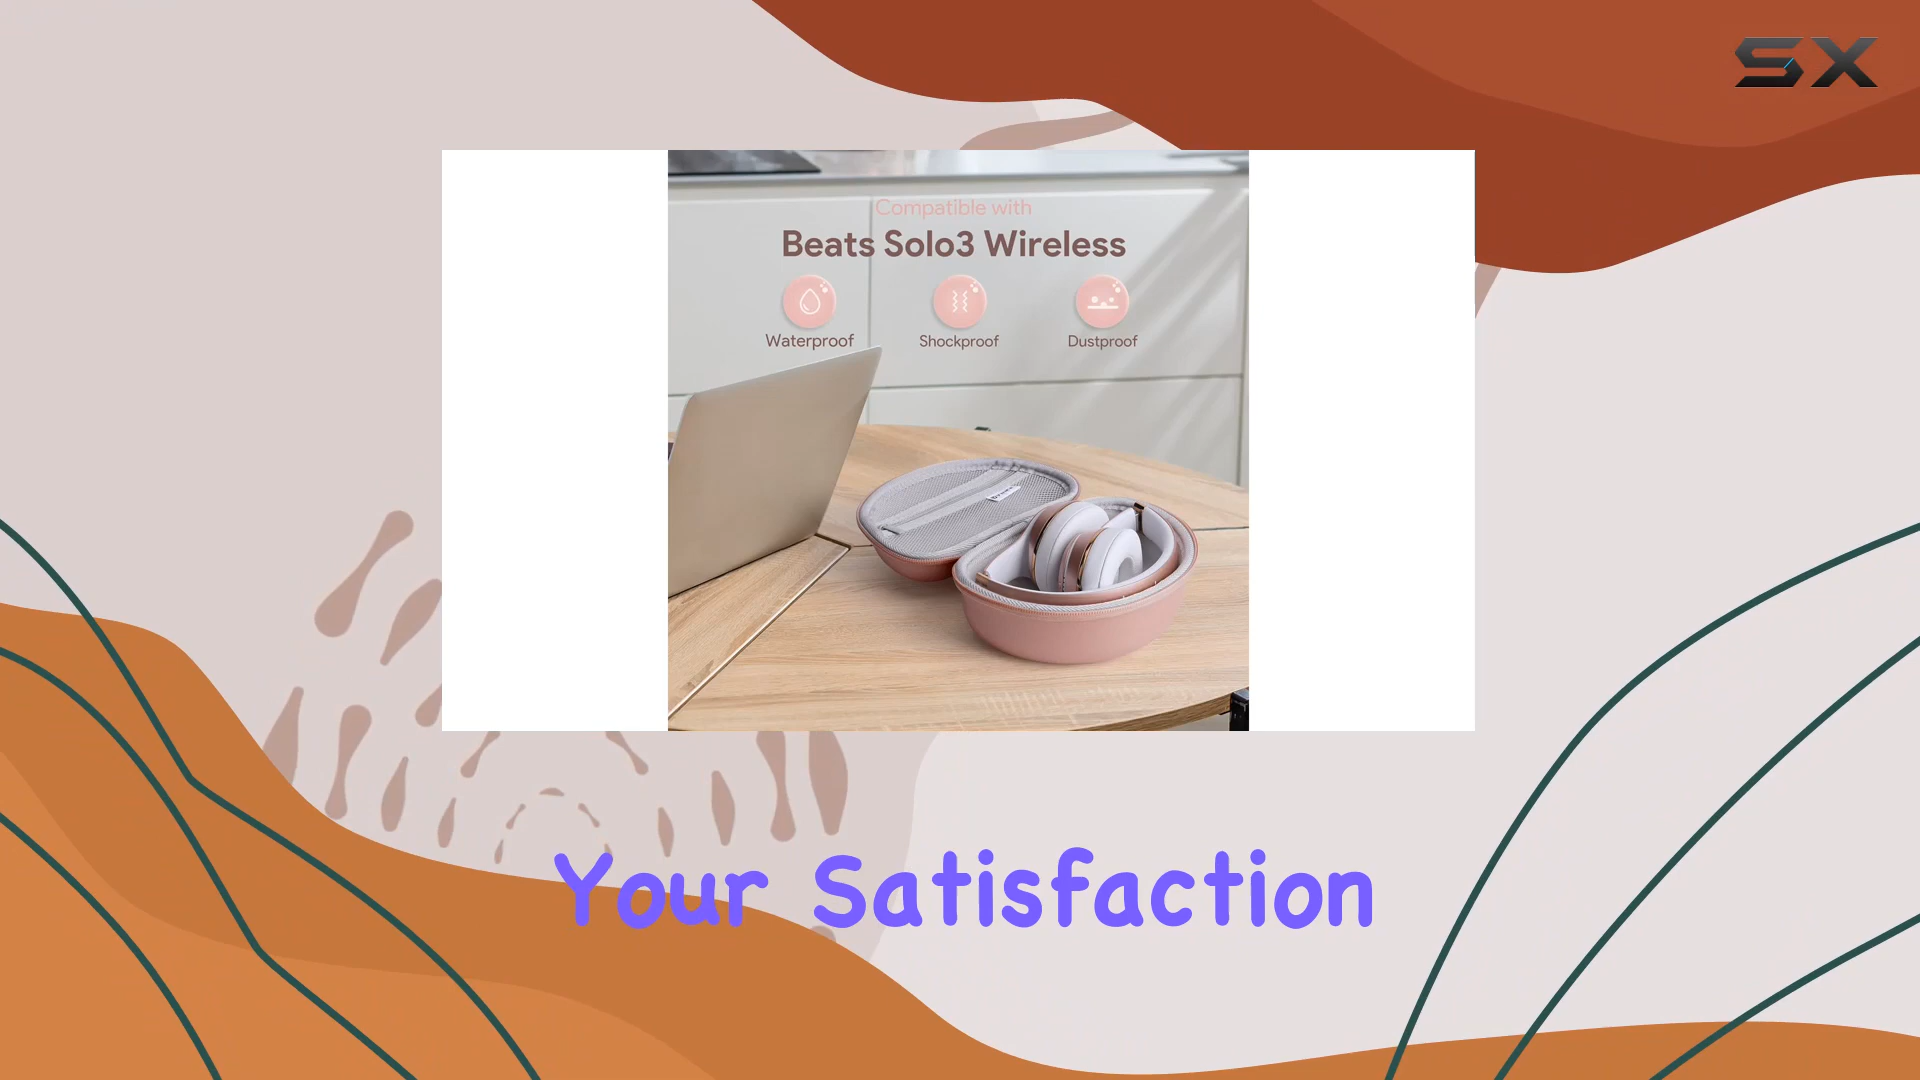 SX
Compatible with
Beats Solo3 Wireless
Waterproof Shockproof Dustproof
Your Satisfaction